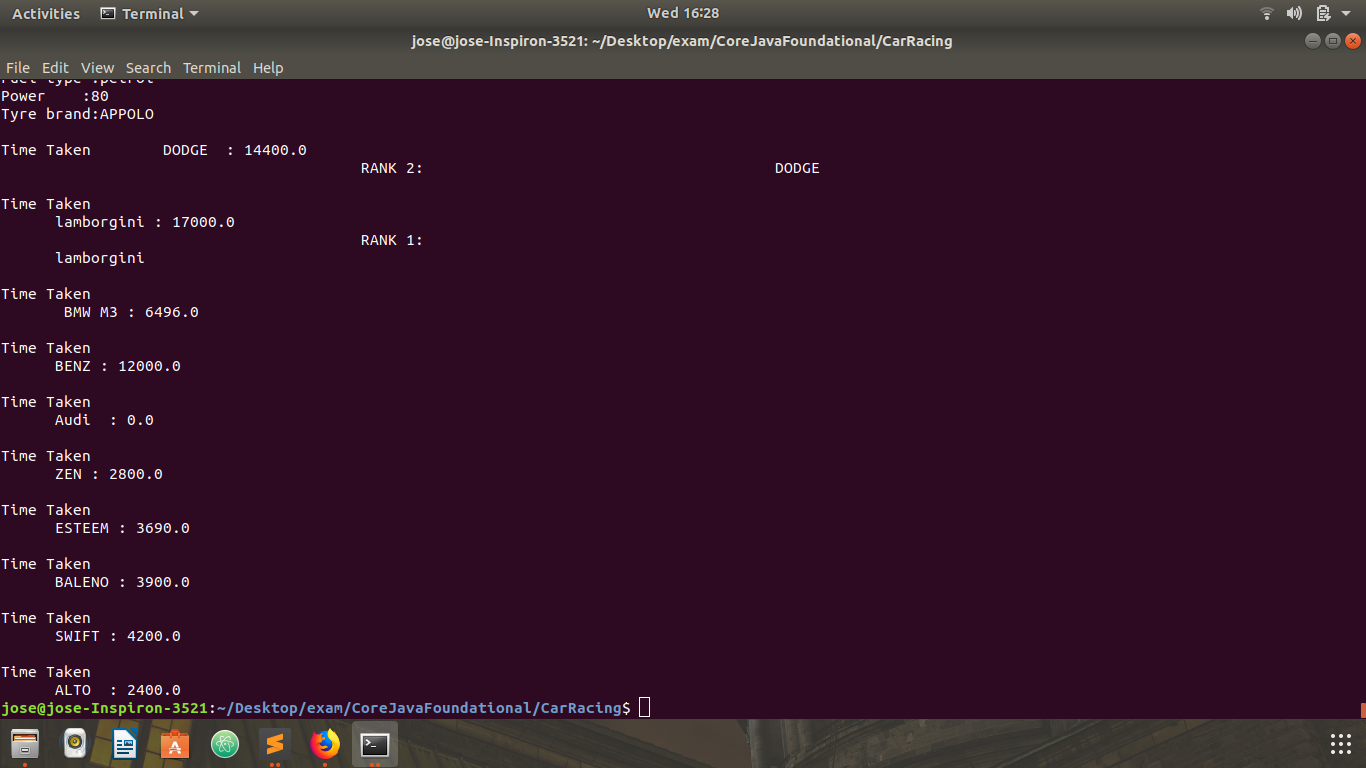 Activities Terminal Wed 16:28
jose@jose-Inspiron-3521: ~/Desktop/exam/CoreJavaFoundational/CarRacing
File Edit View Search Terminal Help
Fuel type :petrol
Power    :80
Tyre brand:APPOLO
Time Taken        DODGE  : 14400.0
RANK 2:                                       DODGE
Time Taken
lamborgini : 17000.0
RANK 1:
lamborgini
Time Taken
BMW M3 : 6496.0
Time Taken
BENZ : 12000.0
Time Taken
Audi  : 0.0
Time Taken
ZEN : 2800.0
Time Taken
ESTEEM : 3690.0
Time Taken
BALENO : 3900.0
Time Taken
SWIFT : 4200.0
Time Taken
ALTO  : 2400.0
jose@jose-Inspiron-3521:~/Desktop/exam/CoreJavaFoundational/CarRacing$